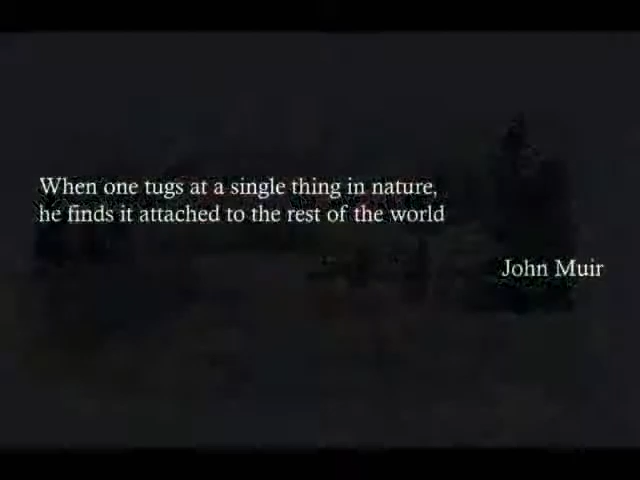 When one tugs at a single thing in nature,
he finds it attached to the rest of the world
John Muir